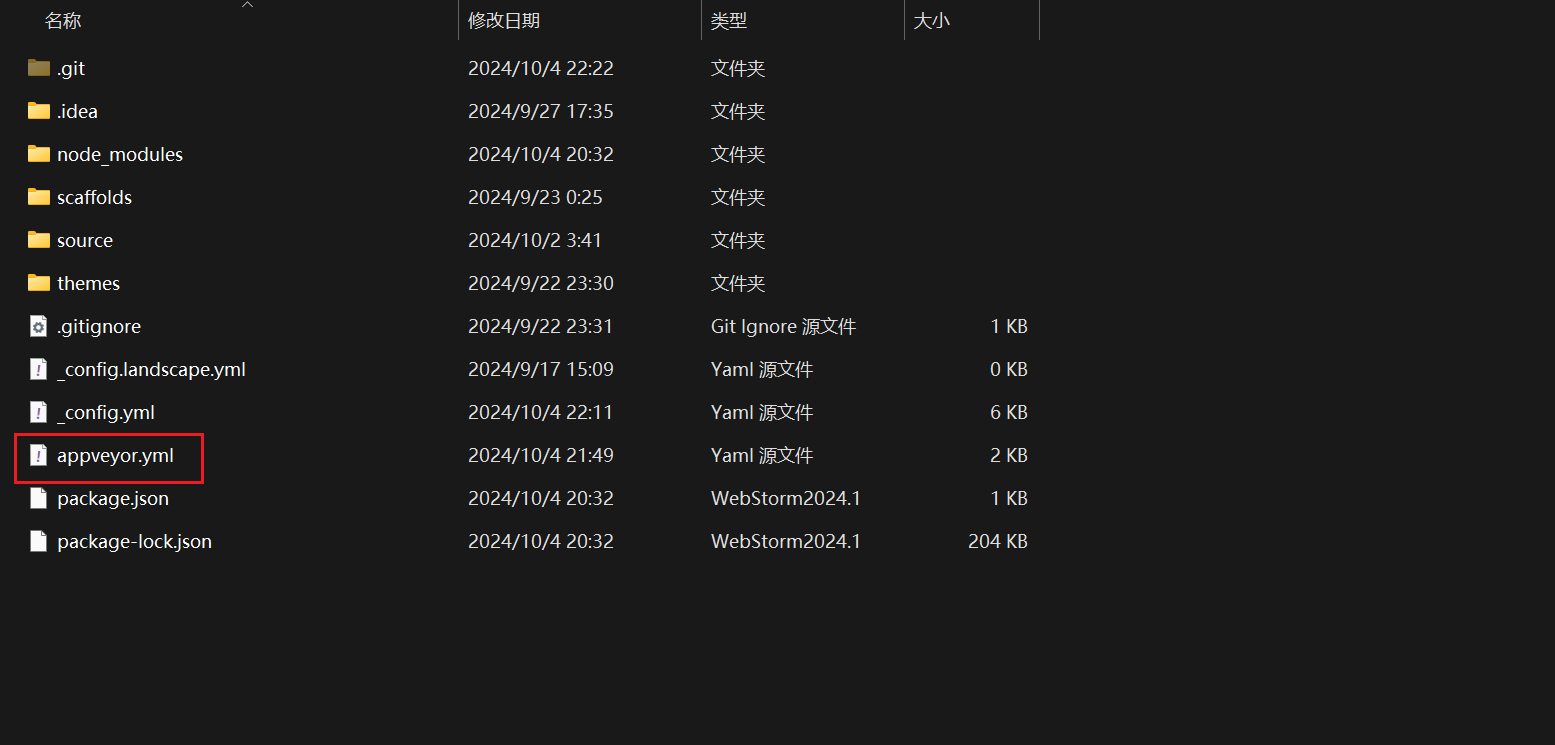 名称 修改日期 类型 大小
.git 2024/10/4 22:22 文件夹
.idea 2024/9/27 17:35 文件夹
node_modules 2024/10/4 20:32 文件夹
scaffolds 2024/9/23 0:25 文件夹
source 2024/10/2 3:41 文件夹
themes 2024/9/22 23:30 文件夹
.gitignore 2024/9/22 23:31 Git Ignore 源文件 1 KB
_config.landscape.yml 2024/9/17 15:09 Yaml 源文件 0 KB
_config.yml 2024/10/4 22:11 Yaml 源文件 6 KB
appveyor.yml 2024/10/4 21:49 Yaml 源文件 2 KB
package.json 2024/10/4 20:32 WebStorm2024.1 1 KB
package-lock.json 2024/10/4 20:32 WebStorm2024.1 204 KB